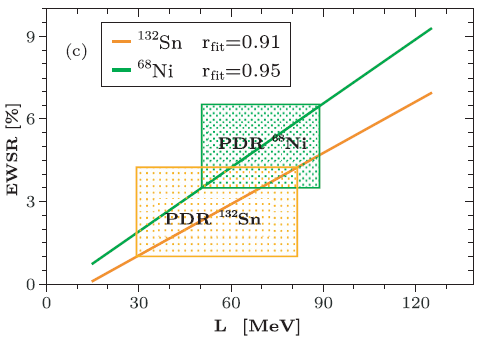 (c)
¹³²Sn r_fit=0.91
⁶⁸Ni r_fit=0.95
EWSR [%]
9
6
3
0
PDR ⁶⁸Ni
PDR ¹³²Sn
0 30 60 90 120
L [MeV]